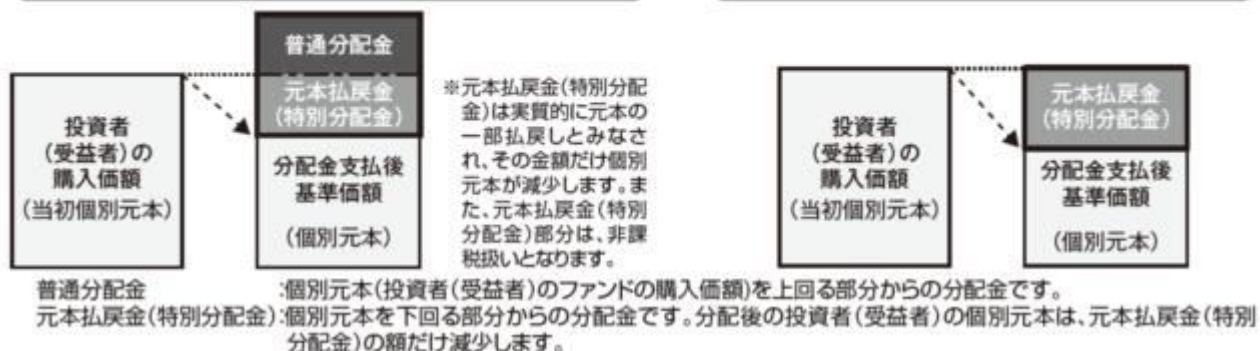 普通分配金
元本払戻金
(特別分配金)
投資者
(受益者)の
購入価額
(当初個別元本)
分配金支払後
基準価額
(個別元本)
※元本払戻金(特別分配
金)は実質的に元本の
一部払戻しとみなさ
れ、その金額だけ個別
元本が減少します。ま
た、元本払戻金(特別
分配金)部分は、非課
税扱いとなります。
投資者
(受益者)の
購入価額
(当初個別元本)
元本払戻金
(特別分配金)
分配金支払後
基準価額
(個別元本)
普通分配金 :個別元本(投資者(受益者)のファンドの購入価額)を上回る部分からの分配金です。
元本払戻金(特別分配金):個別元本を下回る部分からの分配金です。分配後の投資者(受益者)の個別元本は、元本払戻金(特別
分配金)の額だけ減少します。